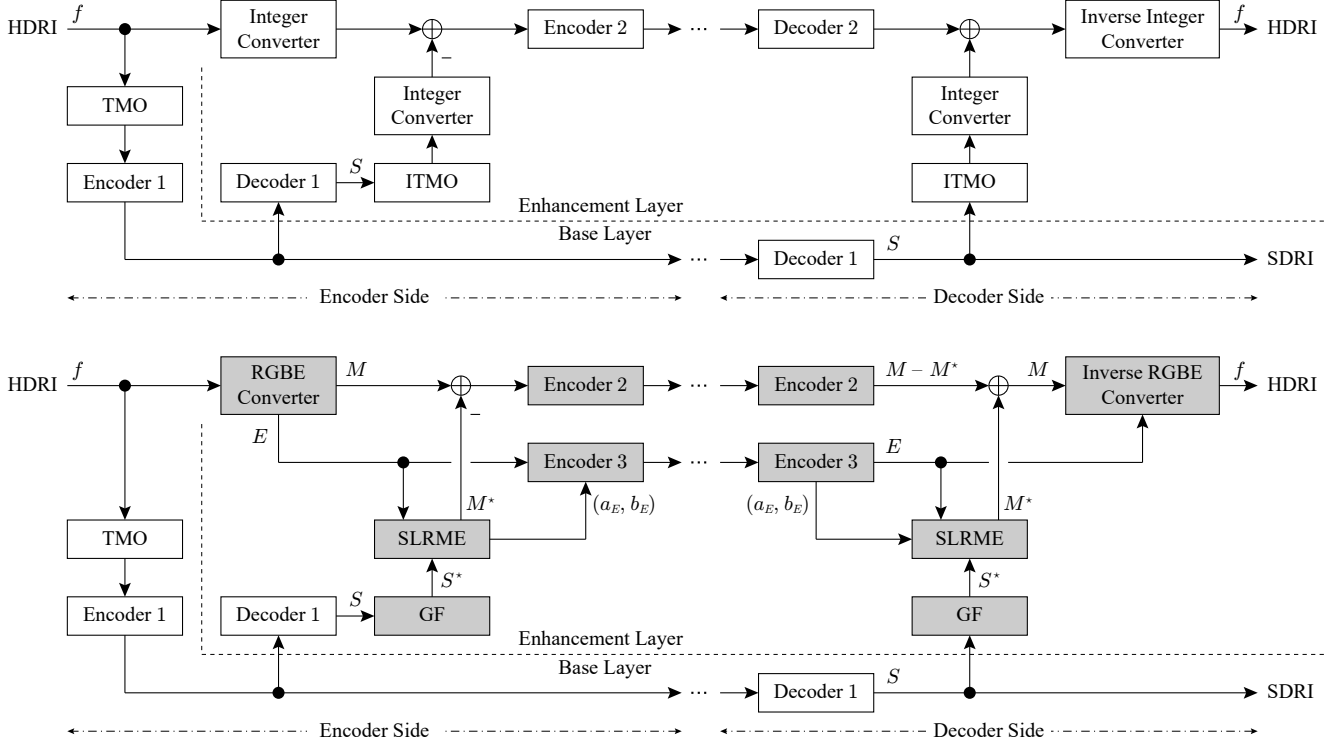 HDRI
f
Integer
Converter
−
Encoder 2
...
Decoder 2
Inverse Integer
Converter
f
HDRI
TMO
Integer
Converter
Integer
Converter
Encoder 1
Decoder 1
S
ITMO
ITMO
Enhancement Layer
Base Layer
...
Decoder 1
S
SDRI
Encoder Side
Decoder Side
HDRI
f
RGBE
Converter
M
−
Encoder 2
...
Encoder 2
M − M⋆
M
Inverse RGBE
Converter
f
HDRI
E
Encoder 3
...
Encoder 3
E
M⋆
(a_E, b_E)
(a_E, b_E)
M⋆
TMO
SLRME
SLRME
S⋆
S⋆
Encoder 1
Decoder 1
S
GF
GF
Enhancement Layer
Base Layer
...
Decoder 1
S
SDRI
Encoder Side
Decoder Side